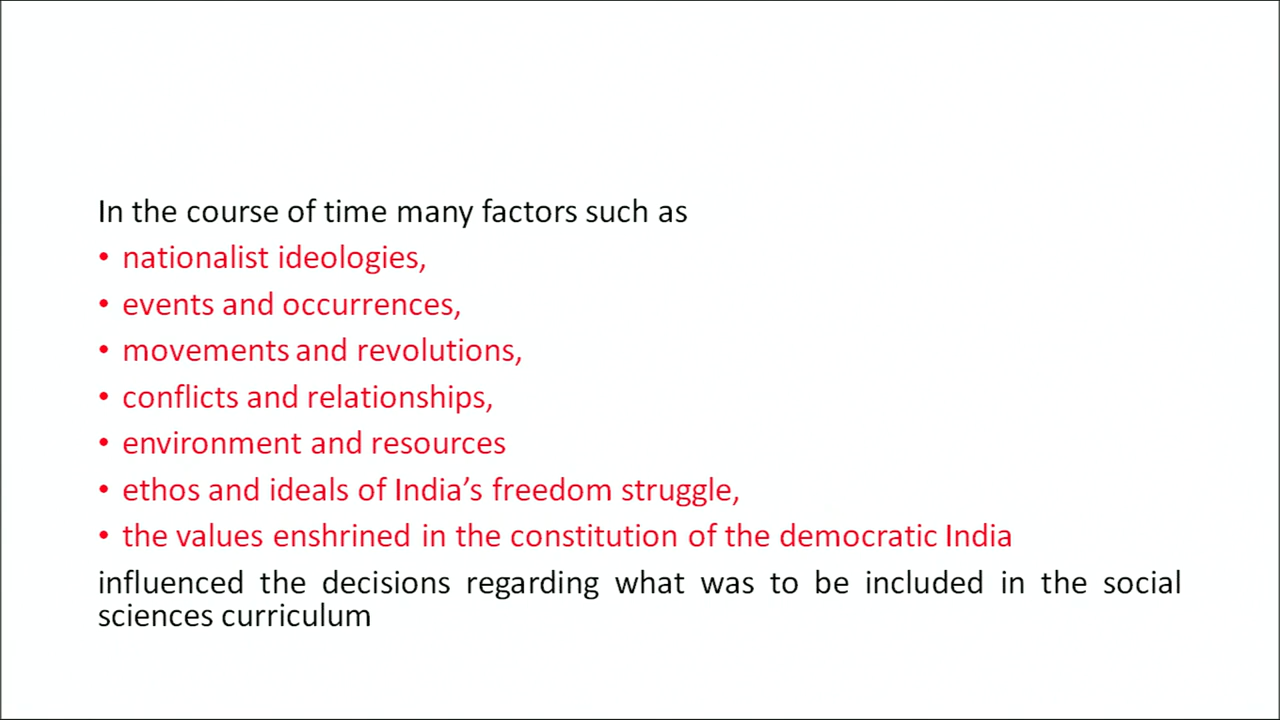 In the course of time many factors such as
• nationalist ideologies,
• events and occurrences,
• movements and revolutions,
• conflicts and relationships,
• environment and resources
• ethos and ideals of India’s freedom struggle,
• the values enshrined in the constitution of the democratic India
influenced the decisions regarding what was to be included in the social
sciences curriculum